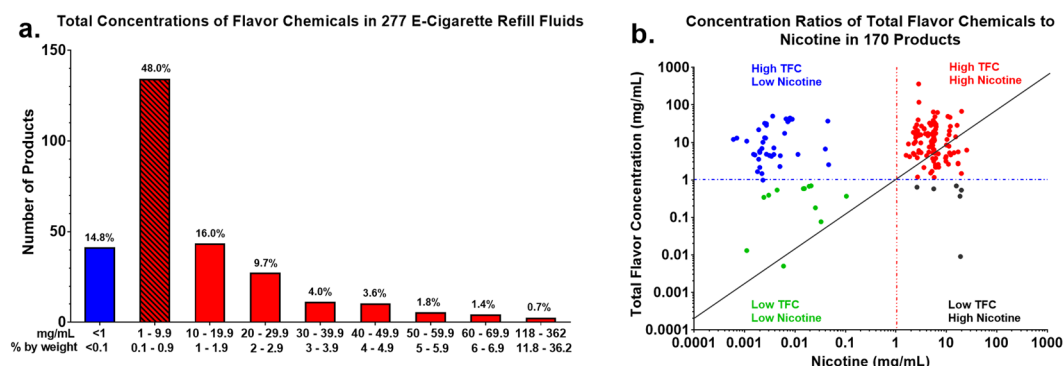 a.
Total Concentrations of Flavor Chemicals in 277 E-Cigarette Refill Fluids
150
100
50
0
Number of Products
14.8%
48.0%
16.0%
9.7%
4.0%
3.6%
1.8%
1.4%
0.7%
mg/mL <1 1 - 9.9 10 -19.9 20 - 29.9 30 - 39.9 40 - 49.9 50 - 59.9 60 - 69.9 118 - 362
% by weight <0.1 0.1 - 0.9 1 - 1.9 2 - 2.9 3 - 3.9 4 - 4.9 5 - 5.9 6 - 6.9 11.8 - 36.2
b.
Concentration Ratios of Total Flavor Chemicals to
Nicotine in 170 Products
Total Flavor Concentration (mg/mL)
1000
100
10
1
0.1
0.01
0.001
0.0001
High TFC
Low Nicotine
High TFC
High Nicotine
Low TFC
Low Nicotine
Low TFC
High Nicotine
0.0001 0.001 0.01 0.1 1 10 100 1000
Nicotine (mg/mL)